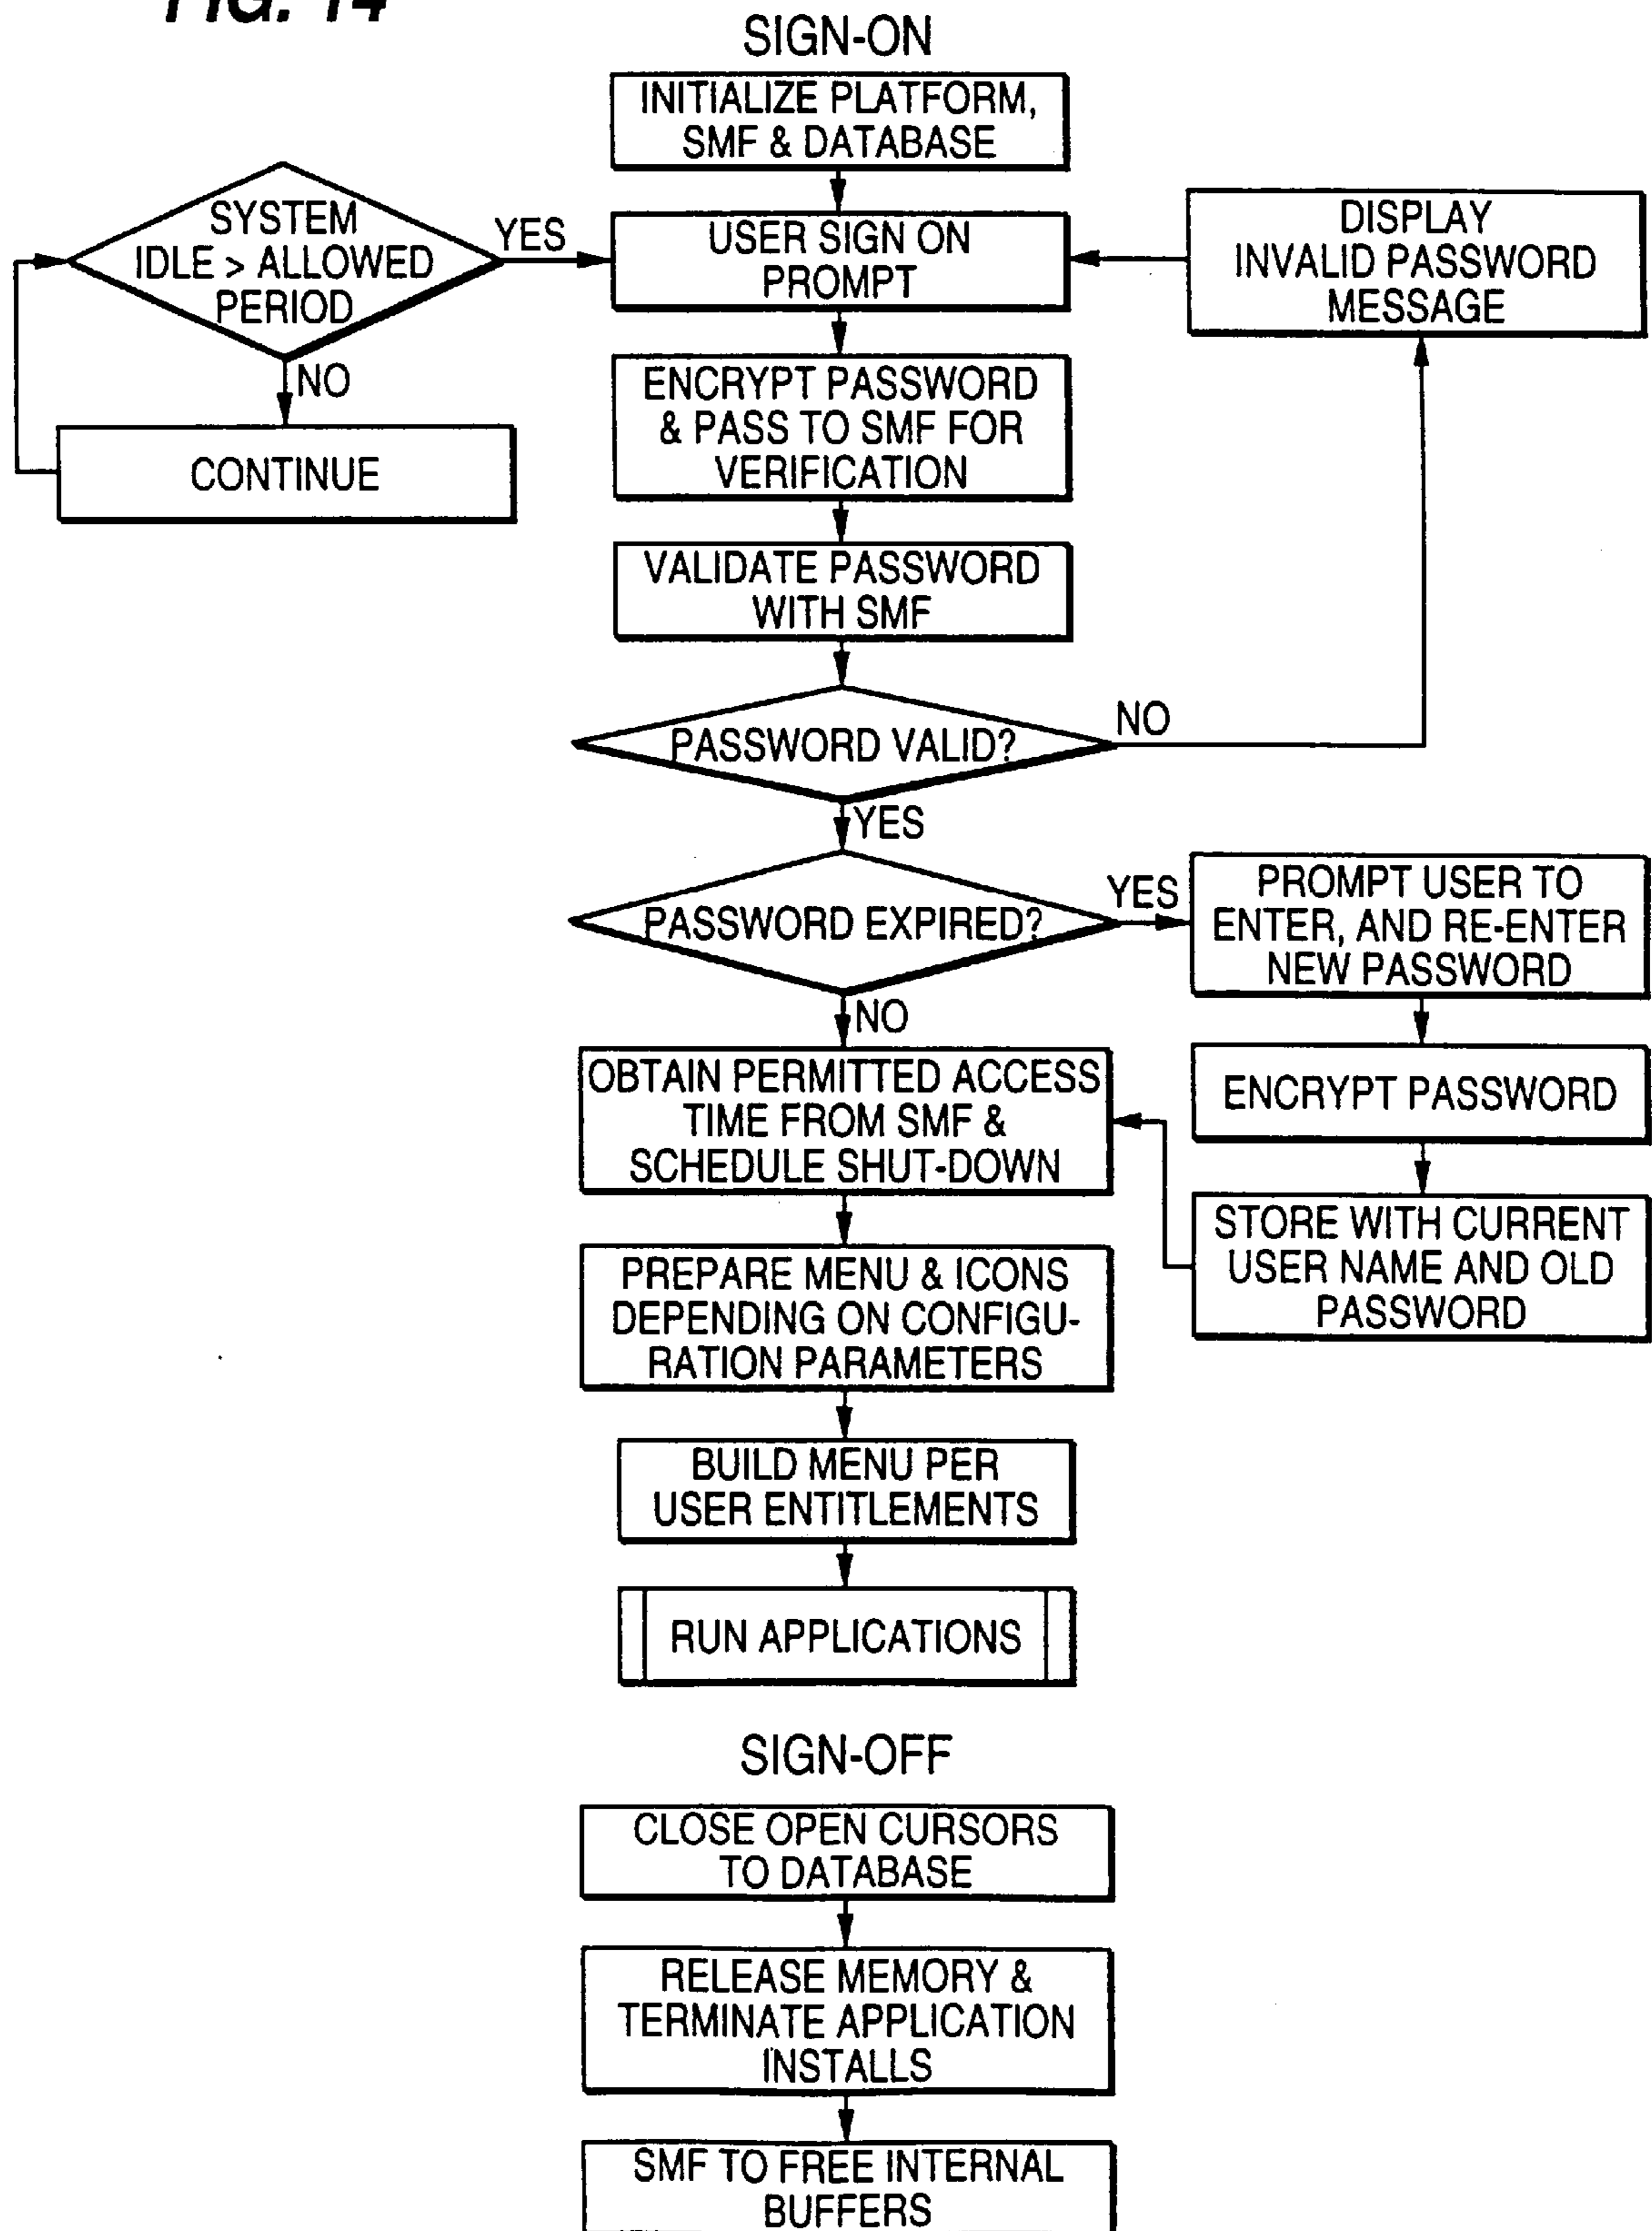 FIG. 14
SIGN-ON
INITIALIZE PLATFORM,
SMF & DATABASE
SYSTEM
IDLE > ALLOWED
PERIOD
YES
USER SIGN ON
PROMPT
DISPLAY
INVALID PASSWORD
MESSAGE
NO
CONTINUE
ENCRYPT PASSWORD
& PASS TO SMF FOR
VERIFICATION
VALIDATE PASSWORD
WITH SMF
PASSWORD VALID?
NO
YES
PASSWORD EXPIRED?
YES
PROMPT USER TO
ENTER, AND RE-ENTER
NEW PASSWORD
NO
ENCRYPT PASSWORD
STORE WITH CURRENT
USER NAME AND OLD
PASSWORD
OBTAIN PERMITTED ACCESS
TIME FROM SMF &
SCHEDULE SHUT-DOWN
PREPARE MENU & ICONS
DEPENDING ON CONFIGU-
RATION PARAMETERS
BUILD MENU PER
USER ENTITLEMENTS
RUN APPLICATIONS
SIGN-OFF
CLOSE OPEN CURSORS
TO DATABASE
RELEASE MEMORY &
TERMINATE APPLICATION
INSTALLS
SMF TO FREE INTERNAL
BUFFERS